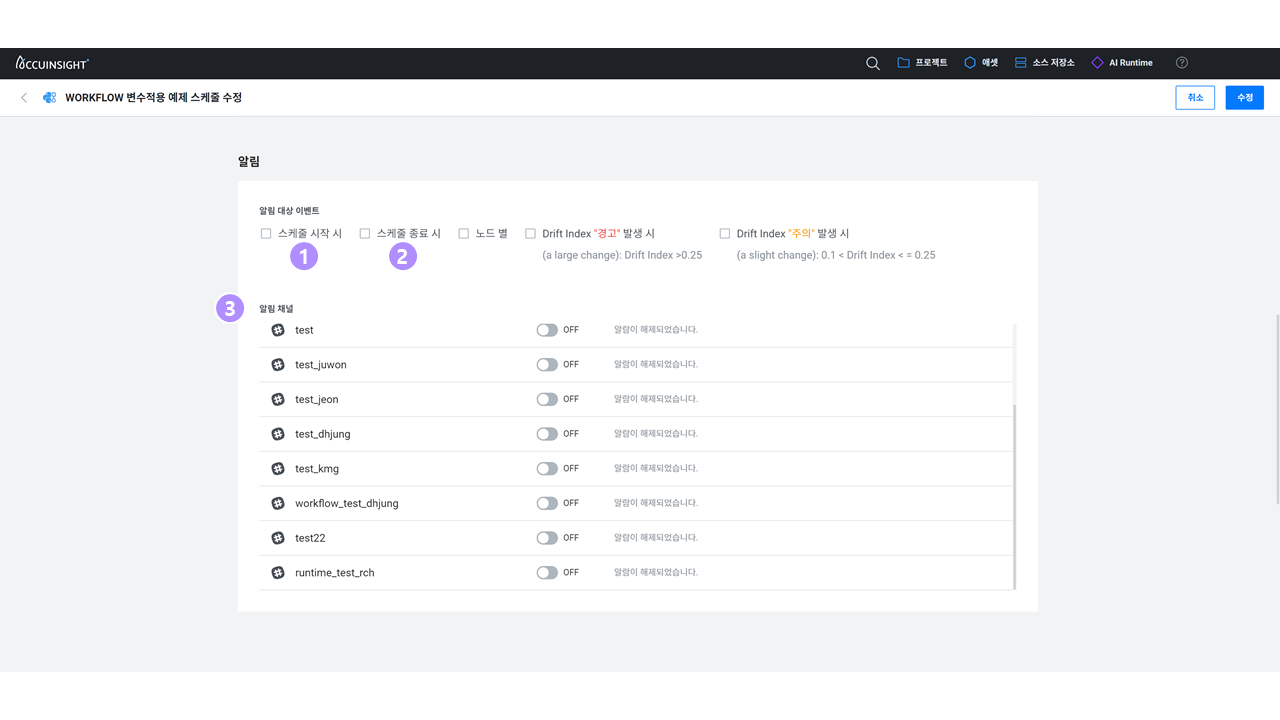 ACCUINSIGHT+
프로젝트 애셋 소스 저장소 AI Runtime ?
WORKFLOW 변수적용 예제 스케줄 수정 취소 수정
알림
알림 대상 이벤트
스케줄 시작 시 스케줄 종료 시 노드 별 Drift Index "경고" 발생 시 Drift Index "주의" 발생 시
1 2 (a large change): Drift Index >0.25 (a slight change): 0.1 < Drift Index < = 0.25
3 알림 채널
test OFF 알람이 해제되었습니다.
test_juwon OFF 알람이 해제되었습니다.
test_jeon OFF 알람이 해제되었습니다.
test_dhjung OFF 알람이 해제되었습니다.
test_kmg OFF 알람이 해제되었습니다.
workflow_test_dhjung OFF 알람이 해제되었습니다.
test22 OFF 알람이 해제되었습니다.
runtime_test_rch OFF 알람이 해제되었습니다.